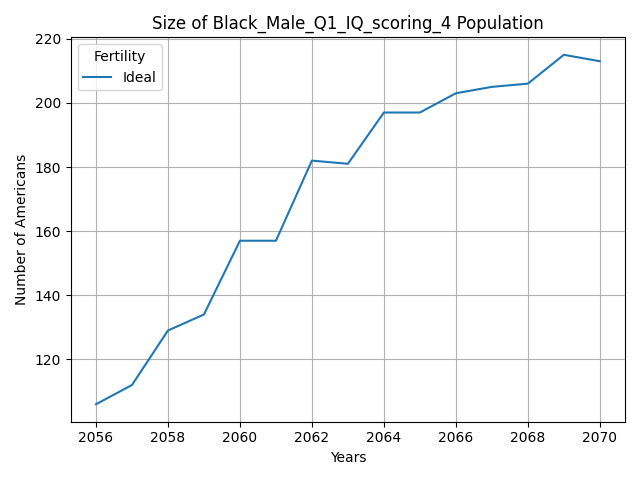 Size of Black_Male_Q1_IQ_scoring_4 Population
Fertility
Ideal
Number of Americans
220
200
180
160
140
120
2056 2058 2060 2062 2064 2066 2068 2070
Years